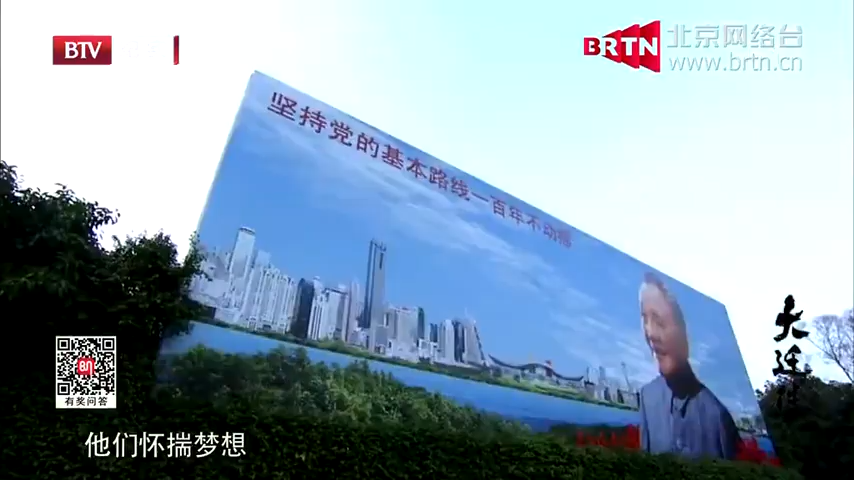 BTV
BRTN 北京网络台
www.brtn.cn
坚持党的基本路线一百年不动摇
大迁徙
有奖问答
他们怀揣梦想